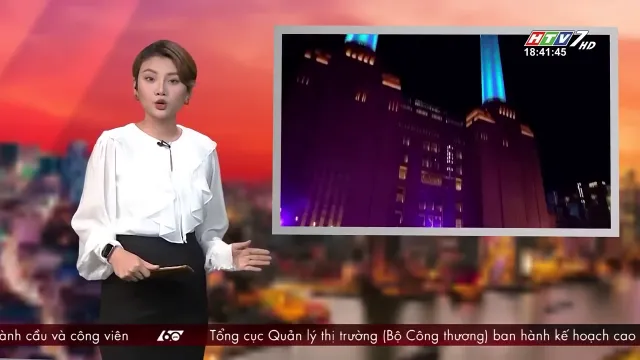 HTV7 HD
18:41:45
ành cầu và công viên 60 Tổng cục Quản lý thị trường (Bộ Công thương) ban hành kế hoạch cao